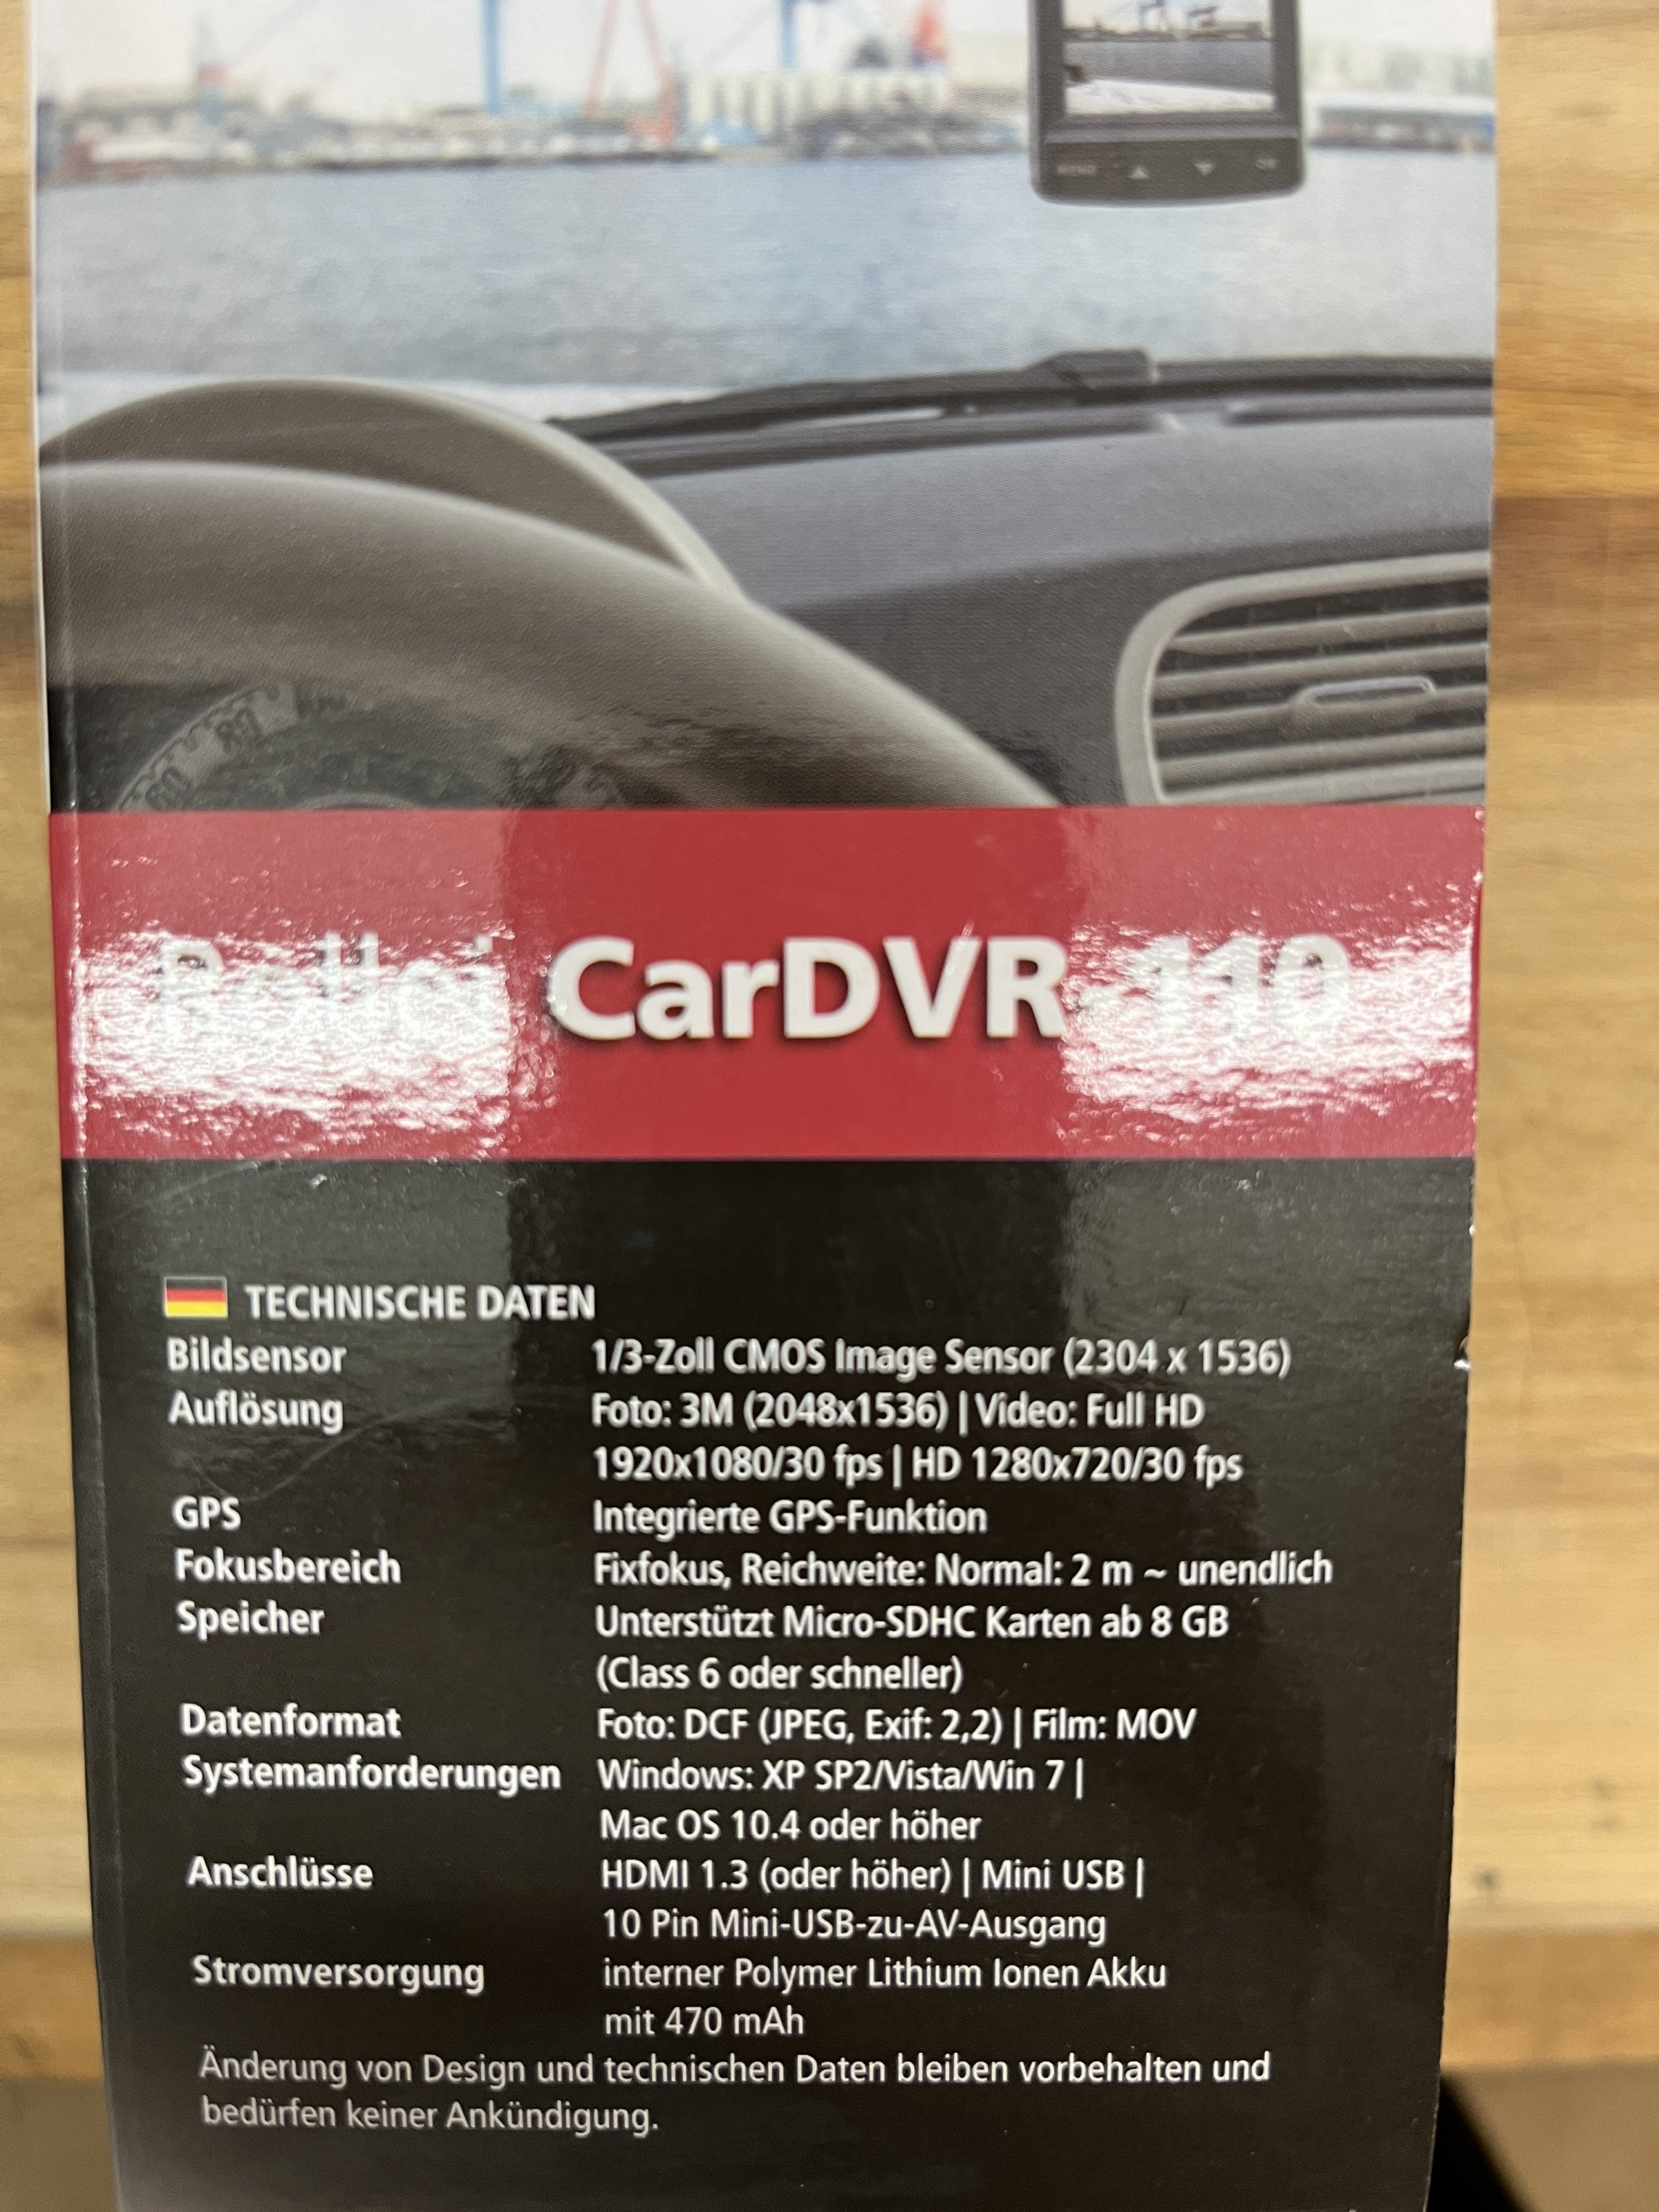 Rollei CarDVR-110
TECHNISCHE DATEN
Bildsensor 1/3-Zoll CMOS Image Sensor (2304 x 1536)
Auflösung Foto: 3M (2048x1536) | Video: Full HD
1920x1080/30 fps | HD 1280x720/30 fps
GPS Integrierte GPS-Funktion
Fokusbereich Fixfokus, Reichweite: Normal: 2 m ~ unendlich
Speicher Unterstützt Micro-SDHC Karten ab 8 GB
(Class 6 oder schneller)
Datenformat Foto: DCF (JPEG, Exif: 2,2) | Film: MOV
Systemanforderungen Windows: XP SP2/Vista/Win 7 |
Mac OS 10.4 oder höher
Anschlüsse HDMI 1.3 (oder höher) | Mini USB |
10 Pin Mini-USB-zu-AV-Ausgang
Stromversorgung interner Polymer Lithium Ionen Akku
mit 470 mAh
Änderung von Design und technischen Daten bleiben vorbehalten und
bedürfen keiner Ankündigung.